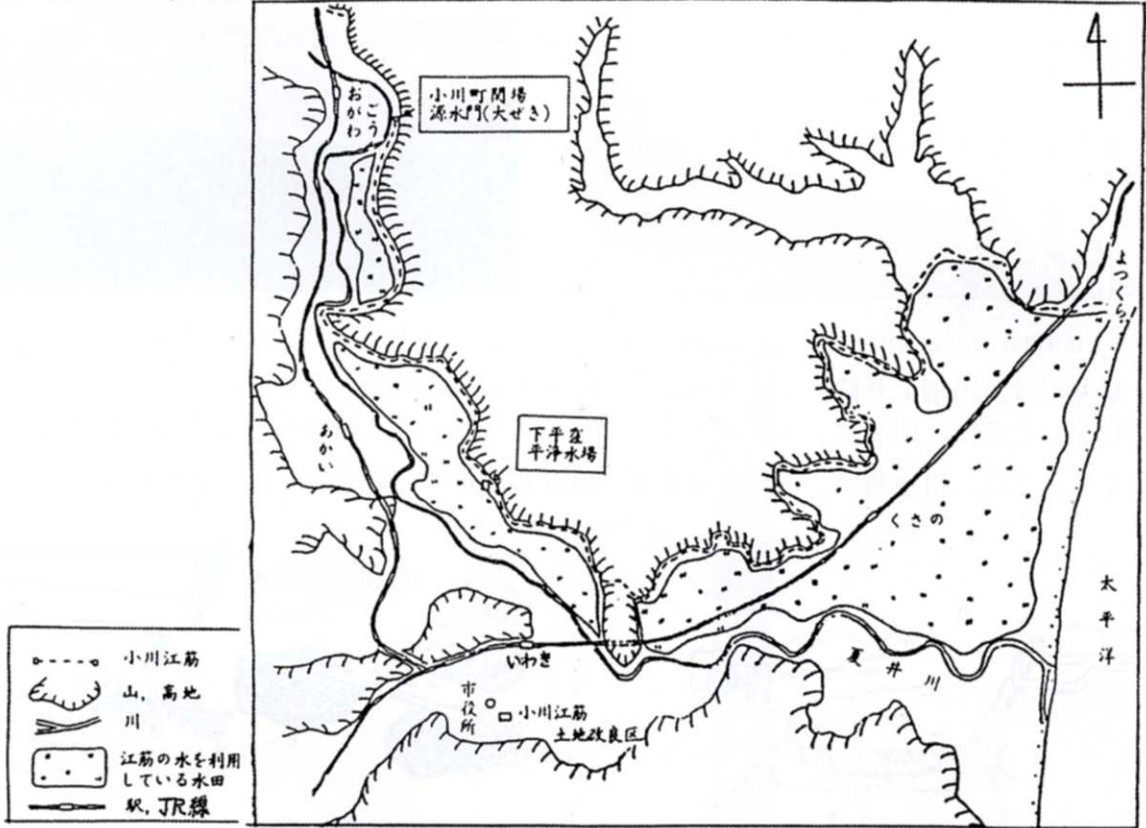 4
小川町関場
源水門(大ぜき)
おがわ
ごう
よつくら
下平窪
平浄水場
あかい
くさの
太平洋
いわき
夏井川
市役所
小川江筋
土地改良区
小川江筋
山、高地
川
江筋の水を利用
している水田
駅、JR線